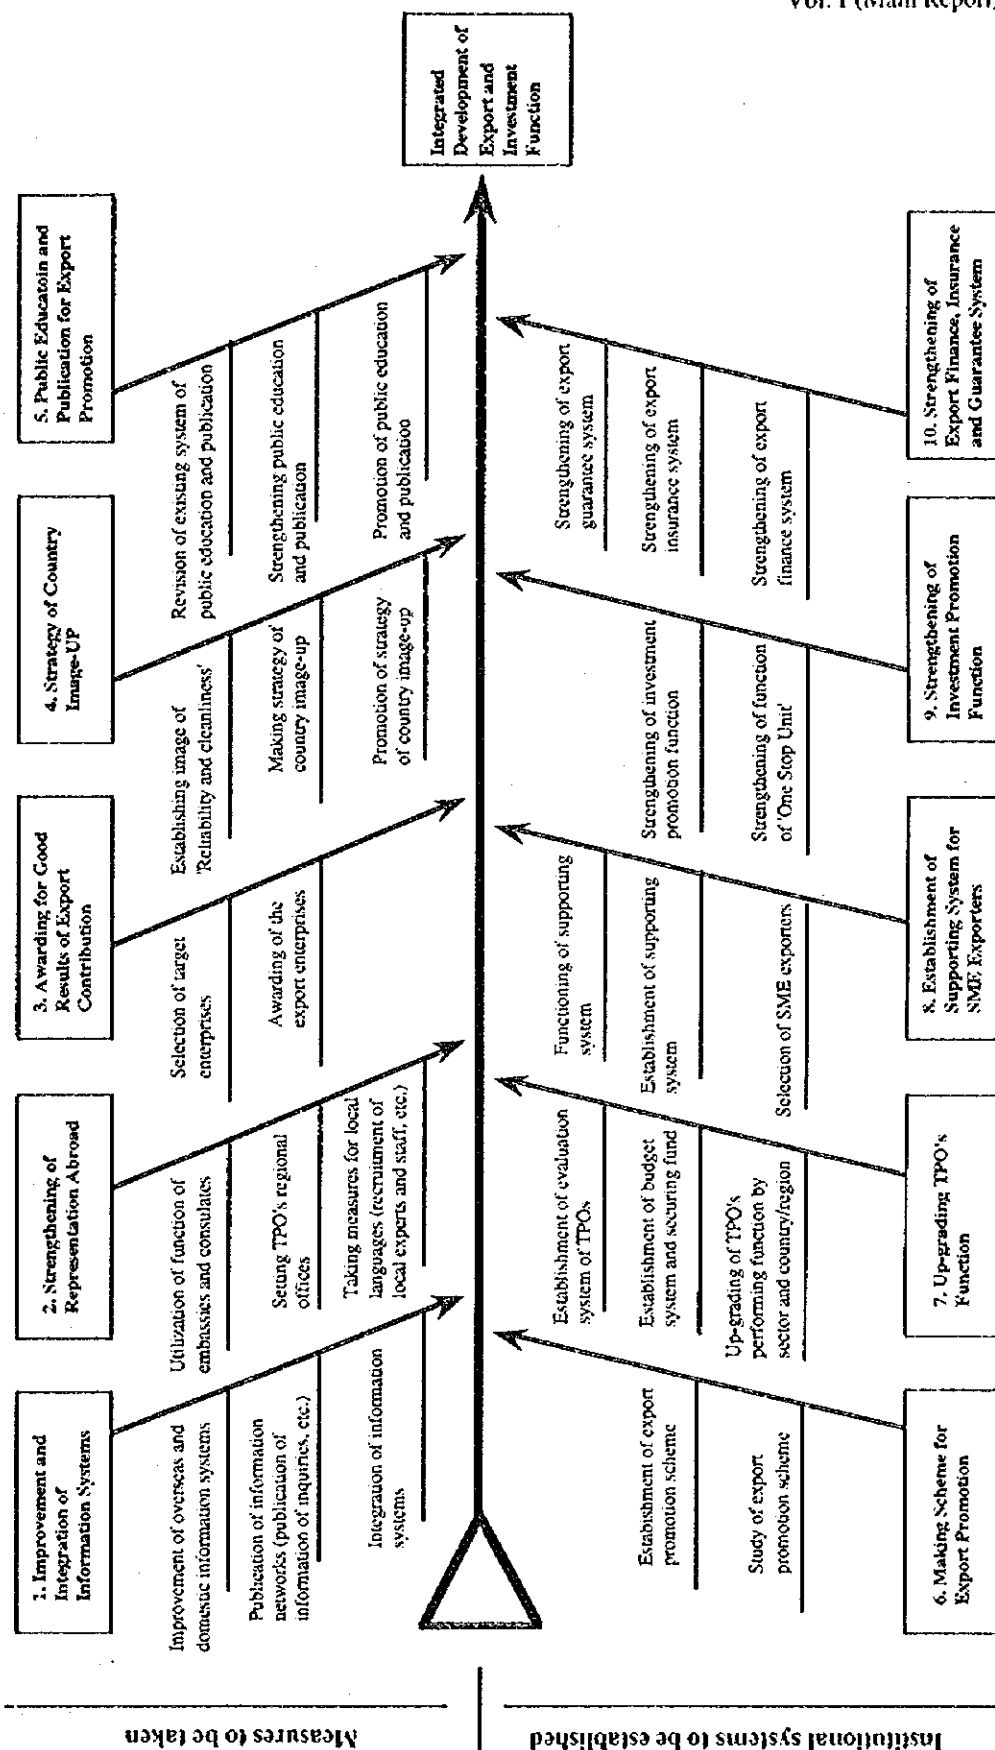 Vol. I (Main Report)
Measures to be taken
1. Improvement and
Integration of
Information Systems
Improvement of overseas and
domestic information systems
Publication of information
networks (publication of
information of inquiries, etc.)
Integration of information
systems
2. Strengthening of
Representation Abroad
Utilization of function of
embassies and consulates
Setting TPO's regional
offices
Taking measures for local
languages (recruitment of
local experts and staff, etc.)
3. Awarding for Good
Results of Export
Contribution
Selection of target
enterprises
Awarding of the
export enterprises
4. Strategy of Country
Image-UP
Establishing image of
'Reliability and cleanliness'
Making strategy of
country image-up
Promotion of strategy
of country image-up
5. Public Educatoin and
Publication for Export
Promotion
Revision of existing system of
public education and publication
Strengthening public education
and publication
Promotion of public education
and publication
Integrated
Development of
Export and
Investment
Function
Institutional systems to be established
Establishment of export
promotion scheme
Study of export
promotion scheme
6. Making Scheme for
Export Promotion
Establishment of evaluation
system of TPOs
Establishment of budget
system and securing fund
Up-grading of TPO's
performing function by
sector and country/region
7. Up-grading TPO's
Function
Functioning of supporting
system
Establishment of supporting
system
Selection of SME exporters
8. Establishment of
Supporting System for
SME Exporters
Strengthening of investment
promotion function
Strengthening of function
of 'One Stop Unit'
9. Strengthening of
Investment Promotion
Function
Strengthening of export
guarantee system
Strengthening of export
insurance system
Strengthening of export
finance system
10. Strengthening of
Export Finance, Insurance
and Guarantee System